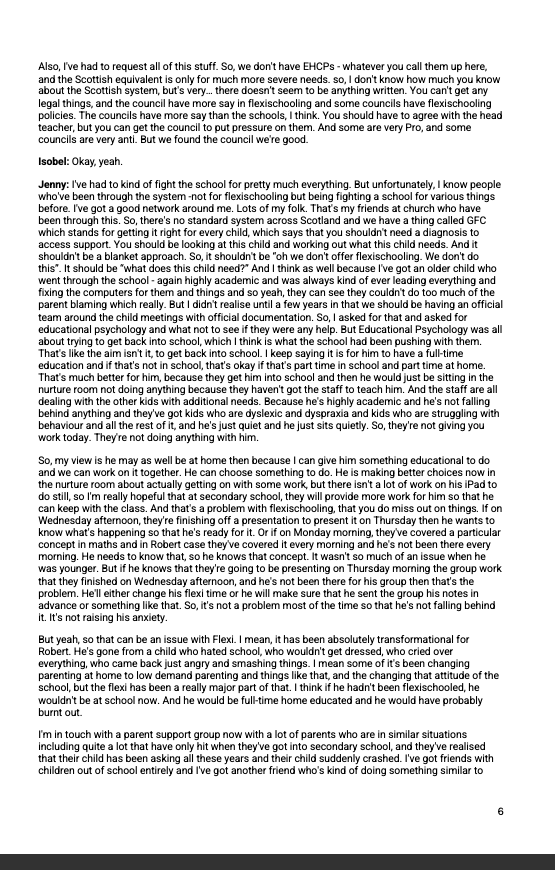 Also, I've had to request all of this stuff. So, we don't have EHCPs - whatever you call them up here,
and the Scottish equivalent is only for much more severe needs. so, I don't know how much you know
about the Scottish system, but's very... there doesn't seem to be anything written. You can't get any
legal things, and the council have more say in flexischooling and some councils have flexischooling
policies. The councils have more say than the schools, I think. You should have to agree with the head
teacher, but you can get the council to put pressure on them. And some are very Pro, and some
councils are very anti. But we found the council we're good.
Isobel: Okay, yeah.
Jenny: I've had to kind of fight the school for pretty much everything. But unfortunately, I know people
who've been through the system -not for flexischooling but being fighting a school for various things
before. I've got a good network around me. Lots of my folk. That's my friends at church who have
been through this. So, there's no standard system across Scotland and we have a thing called GFC
which stands for getting it right for every child, which says that you shouldn't need a diagnosis to
access support. You should be looking at this child and working out what this child needs. And it
shouldn't be a blanket approach. So, it shouldn't be "oh we don't offer flexischooling. We don't do
this". It should be "what does this child need?" And I think as well because I've got an older child who
went through the school - again highly academic and was always kind of ever leading everything and
fixing the computers for them and things and so yeah, they can see they couldn't do too much of the
parent blaming which really. But I didn't realise until a few years in that we should be having an official
team around the child meetings with official documentation. So, I asked for that and I asked for
educational psychology and what not to see if they were any help. But Educational Psychology was all
about trying to get back into school, which I think is what the school had been pushing with them.
That's like the aim isn't it, to get back into school. I keep saying it is for him to have a full-time
education and if that's not in school, that's okay if that's part time in school and part time at home.
That's much better for him, because they get him into school and then he would just be sitting in the
nurture room not doing anything because they haven't got the staff to teach him. And the staff are all
dealing with the other kids with additional needs. Because he's highly academic and he's not falling
behind anything and they've got kids who are dyslexic and dyspraxia and kids who are struggling with
behaviour and all the rest of it, and he's just quiet and he just sits quietly. So, they're not giving you
work today. They're not doing anything with him.
So, my view is he may as well be at home then because I can give him something educational to do
and we can work on it together. He can choose something to do. He is making better choices now in
the nurture room about actually getting on with some work, but there isn't a lot of work on his iPad to
do still, so I'm really hopeful that at secondary school, they will provide more work for him so that he
can keep with the class. And that's a problem with flexischooling, that you do miss out on things. If on
Wednesday afternoon, they're finishing off a presentation to present it on Thursday then he wants to
know what's happening so that he's ready for it. Or if on Monday morning, they've covered a particular
concept in maths and in Robert case they've covered it every morning and he's not been there every
morning. He needs to know that, so he knows that concept. It wasn't so much of an issue when he
was younger. But if he knows that they're going to be presenting on Thursday morning the group work
that they finished on Wednesday afternoon, and he's not been there for his group then that's the
problem. He'll either change his flexi time or he will make sure that he sent the group his notes in
advance or something like that. So, it's not a problem most of the time so that he's not falling behind
it. It's not raising his anxiety.
But yeah, so that can be an issue with Flexi. I mean, it has been absolutely transformational for
Robert. He's gone from a child who hated school, who wouldn't get dressed, who cried over
everything, who came back just angry and smashing things. I mean some of it's been changing
parenting at home to low demand parenting and things like that, and the changing that attitude of the
school, but the flexi has been a really major part of that. I think if he hadn't been flexischooled, he
wouldn't be at school now. And he would be full-time home educated and he would have probably
burnt out.
I'm in touch with a parent support group now with a lot of parents who are in similar situations
including quite a lot that have only hit when they've got into secondary school, and they've realised
that their child has been asking all these years and their child suddenly crashed. I've got friends with
children out of school entirely and I've got another friend who's kind of doing something similar to
6